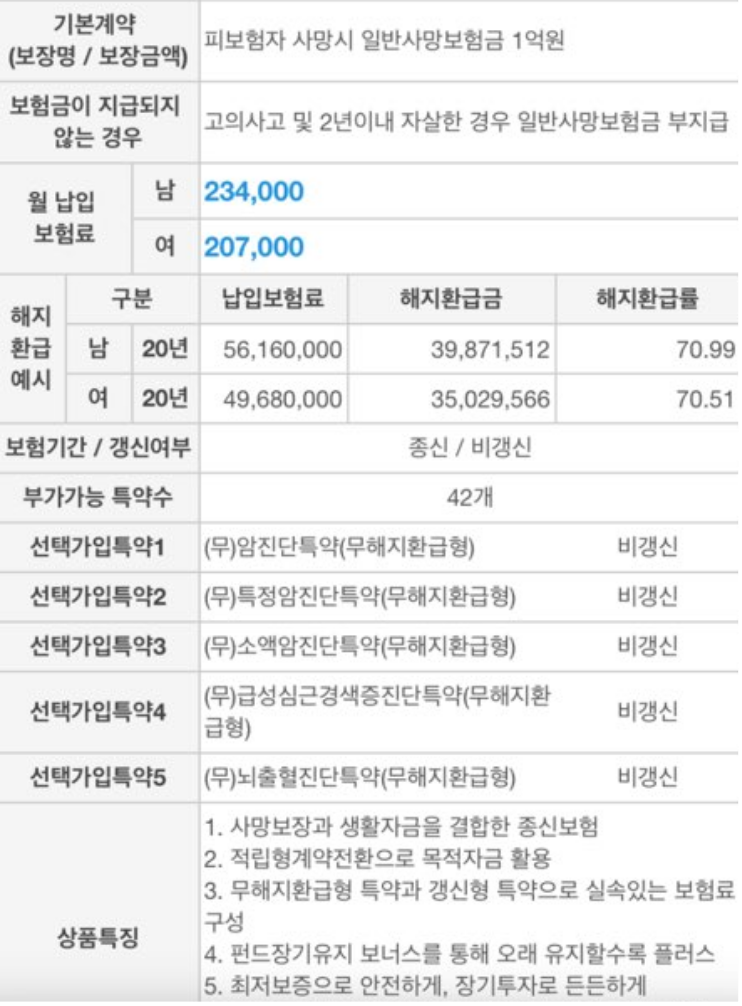 기본계약
(보장명 / 보장금액)
피보험자 사망시 일반사망보험금 1억원
보험금이 지급되지
않는 경우
고의사고 및 2년이내 자살한 경우 일반사망보험금 부지급
월 납입
보험료
남
234,000
여
207,000
해지
환급
예시
구분
납입보험료
해지환급금
해지환급률
남
20년
56,160,000
39,871,512
70.99
여
20년
49,680,000
35,029,566
70.51
보험기간 / 갱신여부
종신 / 비갱신
부가가능 특약수
42개
선택가입특약1
(무)암진단특약(무해지환급형)
비갱신
선택가입특약2
(무)특정암진단특약(무해지환급형)
비갱신
선택가입특약3
(무)소액암진단특약(무해지환급형)
비갱신
선택가입특약4
(무)급성심근경색증진단특약(무해지환
급형)
비갱신
선택가입특약5
(무)뇌출혈진단특약(무해지환급형)
비갱신
상품특징
1. 사망보장과 생활자금을 결합한 종신보험
2. 적립형계약전환으로 목적자금 활용
3. 무해지환급형 특약과 갱신형 특약으로 실속있는 보험료
구성
4. 펀드장기유지 보너스를 통해 오래 유지할수록 플러스
5. 최저보증으로 안전하게, 장기투자로 든든하게